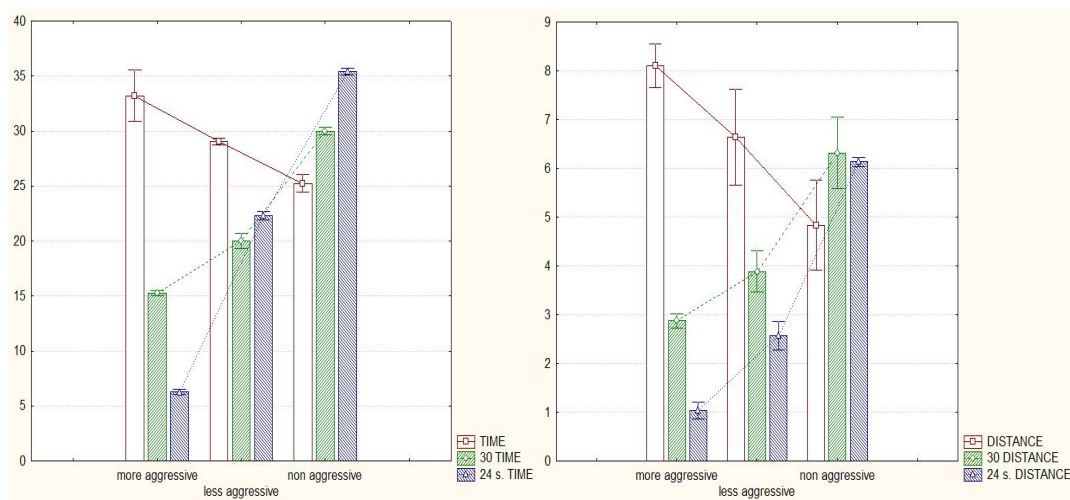 40
35
30
25
20
15
10
5
0
more aggressive
less aggressive
non aggressive
TIME
30 TIME
24 s. TIME
9
8
7
6
5
4
3
2
1
0
more aggressive
less aggressive
non aggressive
DISTANCE
30 DISTANCE
24 s. DISTANCE